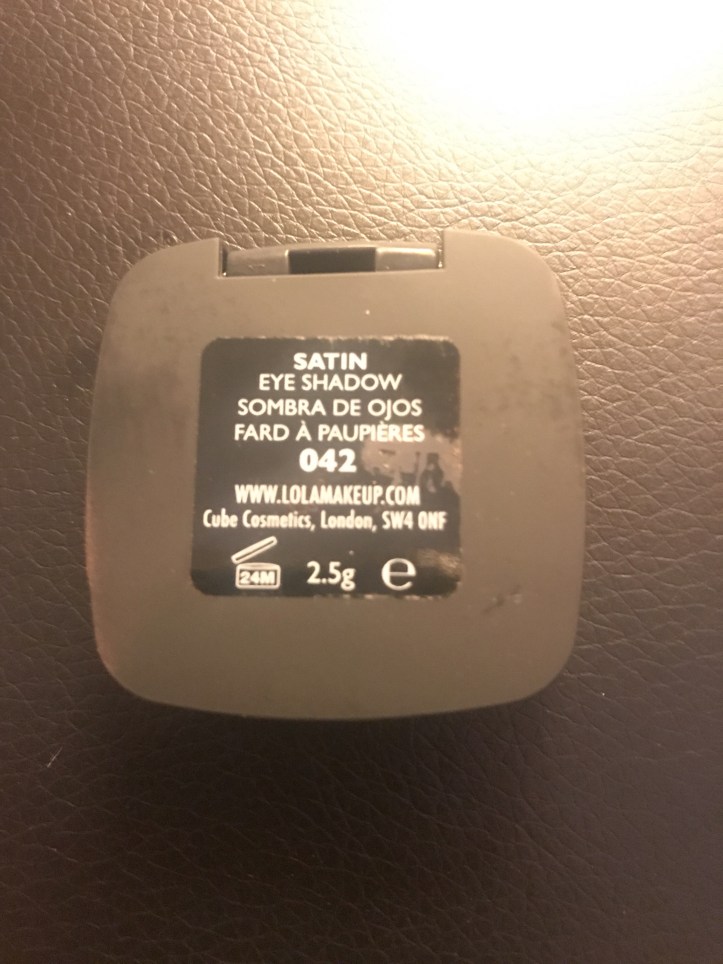 SATIN
EYE SHADOW
SOMBRA DE OJOS
FARD À PAUPIÈRES
042
WWW.LOLAMAKEUP.COM
Cube Cosmetics, London, SW4 0NF
24M 2.5g ℮